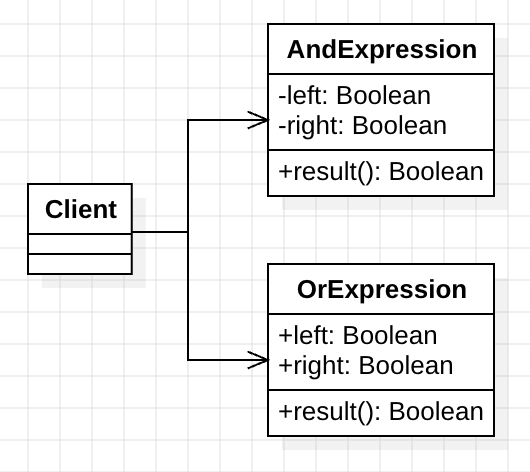 AndExpression
-left: Boolean
-right: Boolean
+result(): Boolean
Client
OrExpression
+left: Boolean
+right: Boolean
+result(): Boolean